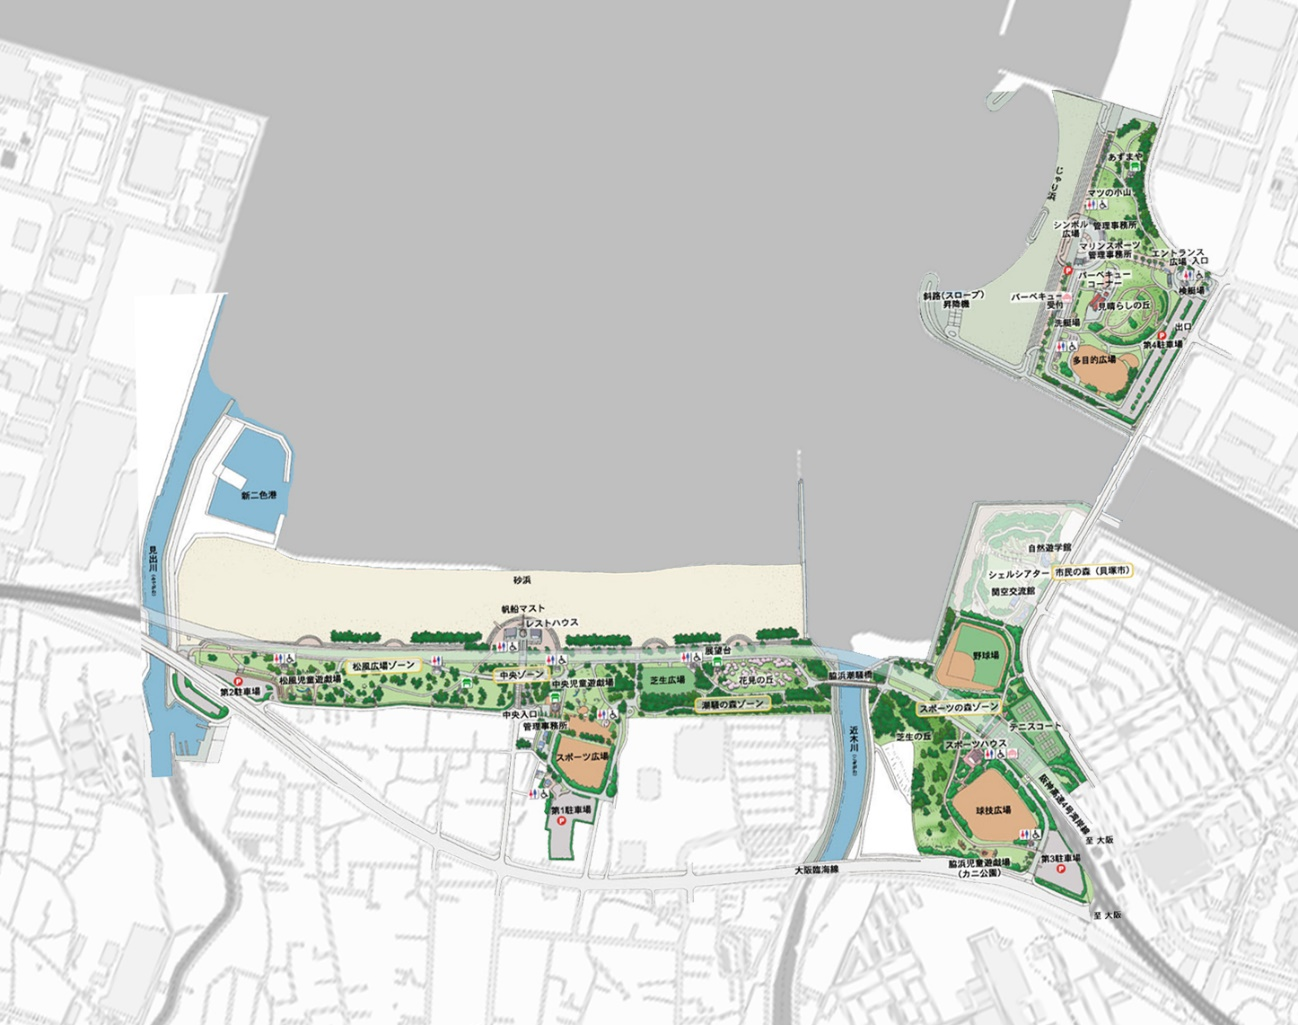 あずまや
じゃり浜
マツの小山
シンボル
広場
管理事務所
マリンスポーツ
管理事務所
エントランス
広場 入口
バーベキュー
コーナー
検艇場
斜路(スロープ)
昇降機
バーベキュー
受付
見晴らしの丘
洗艇場
出口
第4駐車場
多目的広場
P
P
新二色港
見出川
自然遊学館
シェルシアター
市民の森(貝塚市)
関空交流館
砂浜
帆船マスト
レストハウス
展望台
野球場
松風広場ゾーン
中央ゾーン
松風児童遊戯場
P
第2駐車場
中央児童遊戯場
芝生広場
花見の丘
脇浜潮騒橋
潮騒の森ゾーン
スポーツの森ゾーン
中央入口
管理事務所
テニスコート
芝生の丘
スポーツハウス
近木川
スポーツ広場
阪神高速4号湾岸線
第1駐車場
P
球技広場
至 大阪
大阪臨海線
脇浜児童遊戯場
(カニ公園)
第3駐車場
P
至 大阪